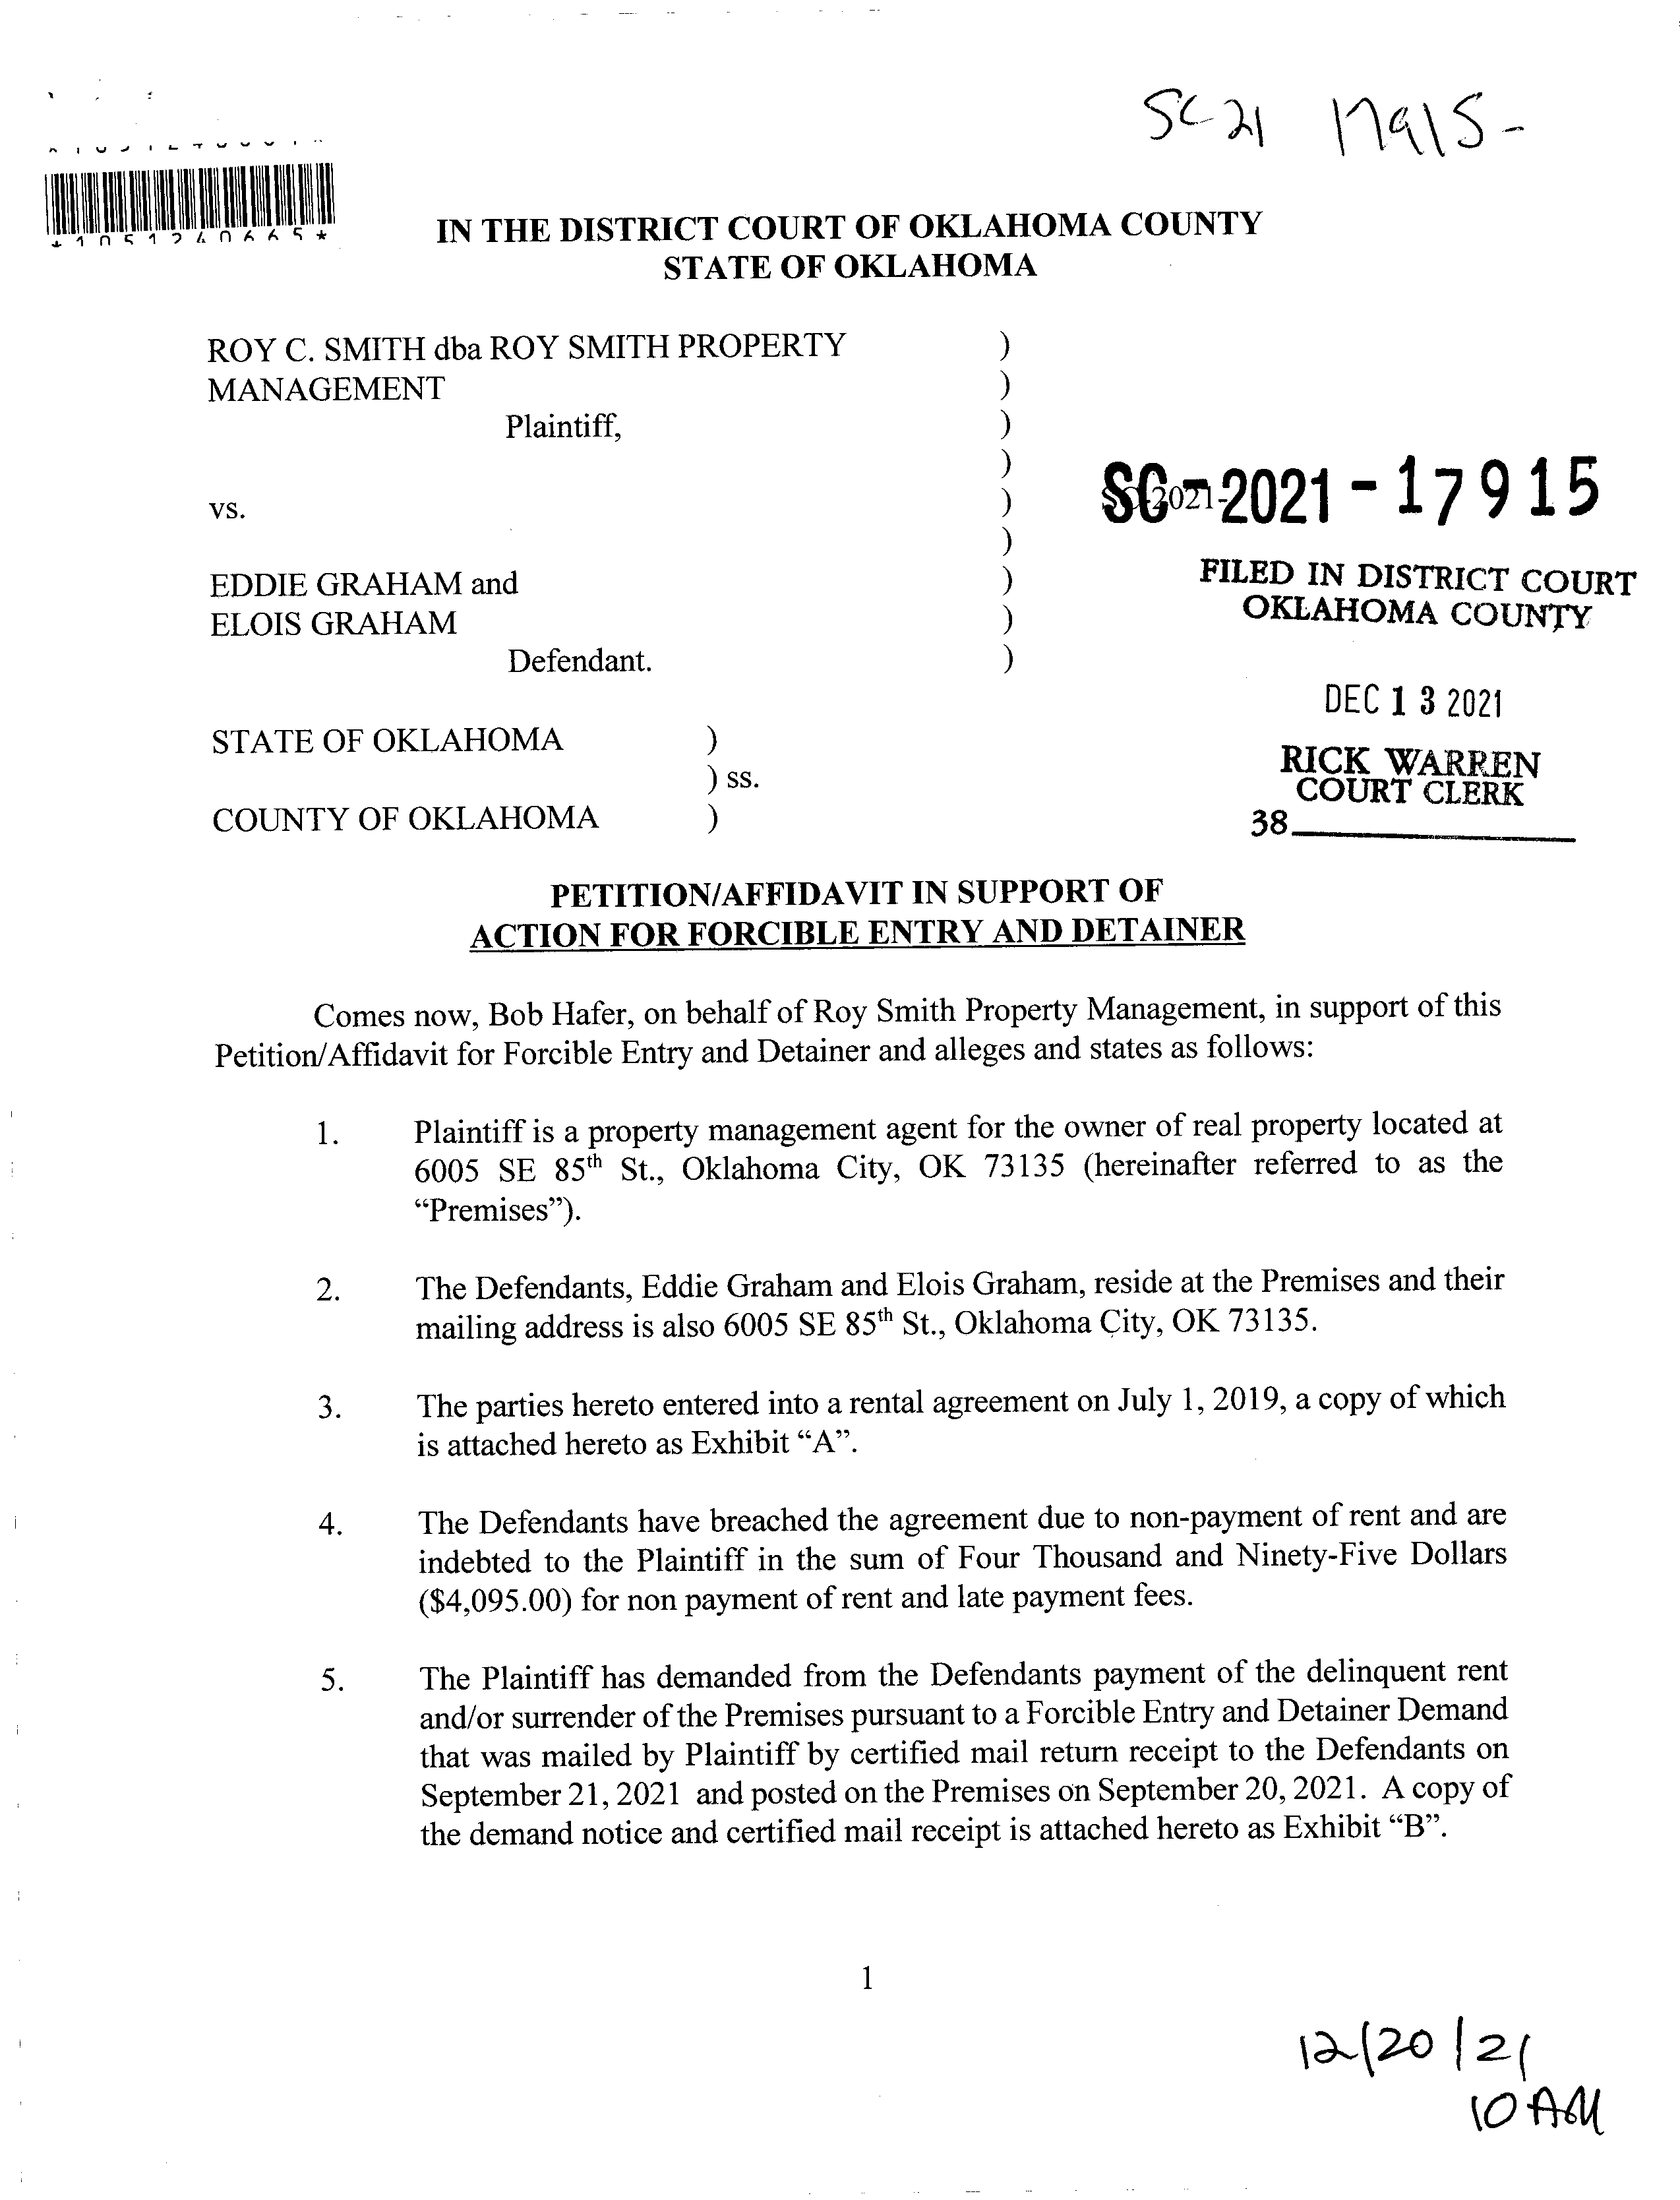 SC 21 17915-
*1051240665*
IN THE DISTRICT COURT OF OKLAHOMA COUNTY
STATE OF OKLAHOMA
ROY C. SMITH dba ROY SMITH PROPERTY )
MANAGEMENT )
Plaintiff, )
)
vs. )
)
EDDIE GRAHAM and )
ELOIS GRAHAM )
Defendant. )
SC-2021-
SC-2021-17915
FILED IN DISTRICT COURT
OKLAHOMA COUNTY
DEC 13 2021
RICK WARREN
COURT CLERK
38
STATE OF OKLAHOMA )
) ss.
COUNTY OF OKLAHOMA )
PETITION/AFFIDAVIT IN SUPPORT OF
ACTION FOR FORCIBLE ENTRY AND DETAINER
Comes now, Bob Hafer, on behalf of Roy Smith Property Management, in support of this
Petition/Affidavit for Forcible Entry and Detainer and alleges and states as follows:
1. Plaintiff is a property management agent for the owner of real property located at
6005 SE 85th St., Oklahoma City, OK 73135 (hereinafter referred to as the
“Premises”).
2. The Defendants, Eddie Graham and Elois Graham, reside at the Premises and their
mailing address is also 6005 SE 85th St., Oklahoma City, OK 73135.
3. The parties hereto entered into a rental agreement on July 1, 2019, a copy of which
is attached hereto as Exhibit “A”.
4. The Defendants have breached the agreement due to non-payment of rent and are
indebted to the Plaintiff in the sum of Four Thousand and Ninety-Five Dollars
($4,095.00) for non payment of rent and late payment fees.
5. The Plaintiff has demanded from the Defendants payment of the delinquent rent
and/or surrender of the Premises pursuant to a Forcible Entry and Detainer Demand
that was mailed by Plaintiff by certified mail return receipt to the Defendants on
September 21, 2021 and posted on the Premises on September 20, 2021. A copy of
the demand notice and certified mail receipt is attached hereto as Exhibit “B”.
1
12/20/21
10 AM